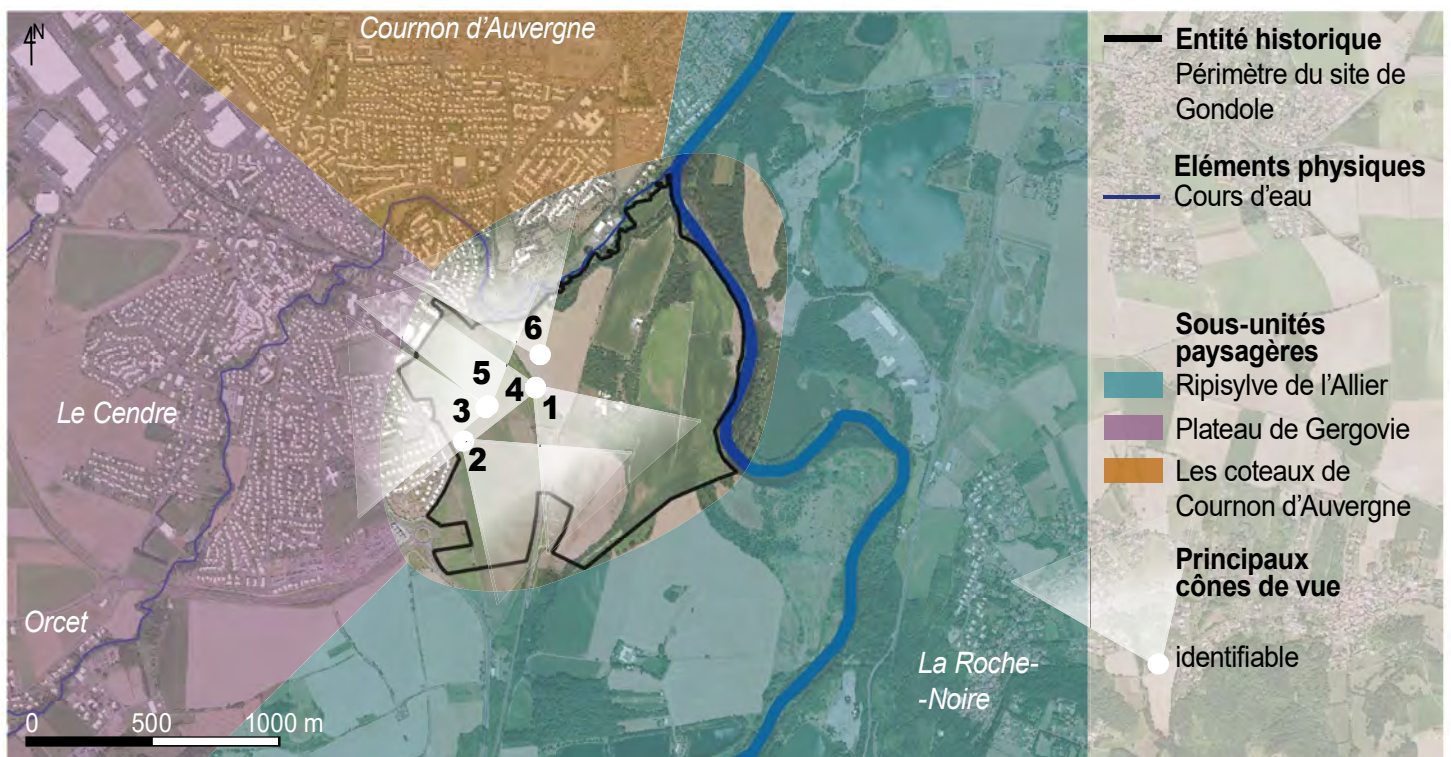 N
Cournon d'Auvergne
6
5
4
3
1
2
Le Cendre
Orcet
La Roche-
-Noire
0 500 1000 m
Entité historique
Périmètre du site de
Gondole
Eléments physiques
Cours d'eau
Sous-unités
paysagères
Ripisylve de l'Allier
Plateau de Gergovie
Les coteaux de
Cournon d'Auvergne
Principaux
cônes de vue
identifiable